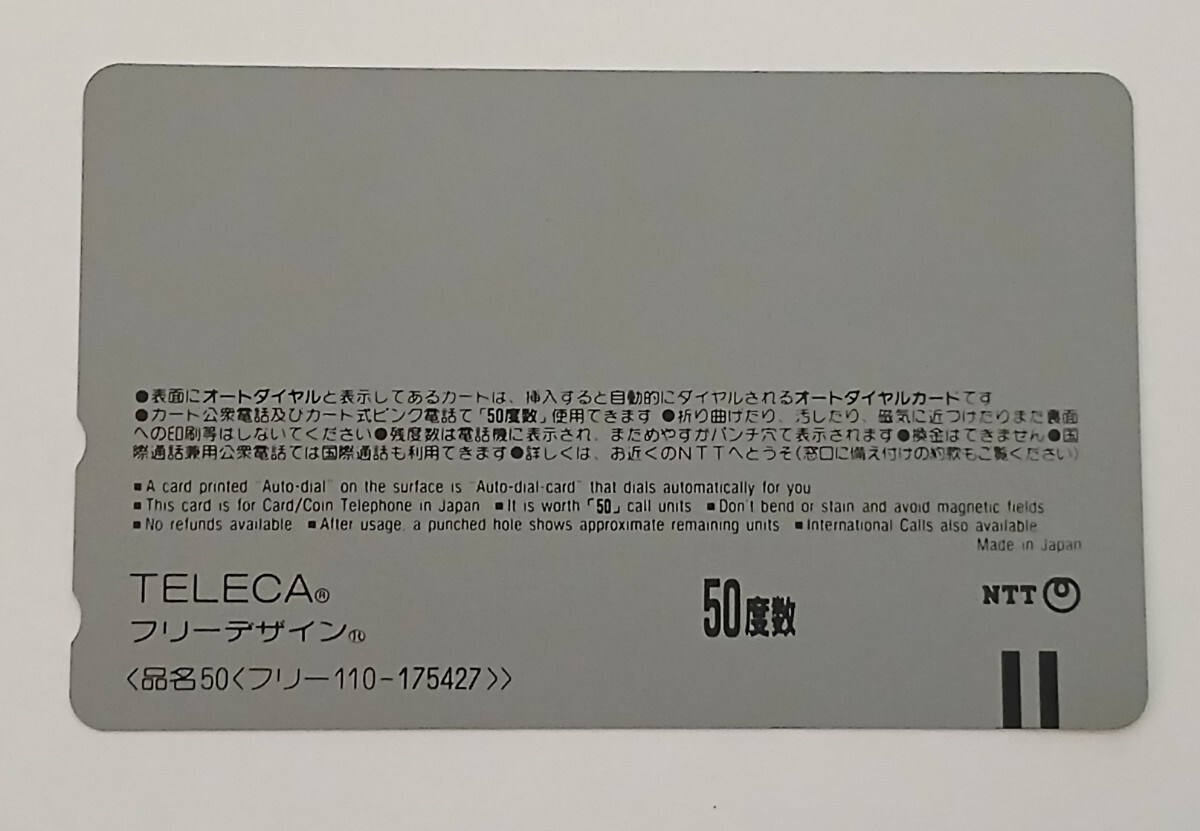 ●表面にオートダイヤルと表示してあるカードは、挿入すると自動的にダイヤルされるオートダイヤルカードです
●カード公衆電話及びカード式ピンク電話で「50度数」使用できます ●折り曲げたり、汚したり、磁気に近づけたりまた裏面
への印刷等はしないでください●残度数は電話機に表示され、まためやすがパンチ穴で表示されます●換金はできません●国
際通話兼用公衆電話では国際通話も利用できます●詳しくは、お近くのNTTへどうぞ(窓口に備え付けの約款もご覧ください)
■A card printed "Auto-dial" on the surface is "Auto-dial-card" that dials automatically for you
■This card is for Card/Coin Telephone in Japan ■It is worth「50」call units ■Don't bend or stain and avoid magnetic fields
■No refunds available ■After usage, a punched hole shows approximate remaining units ■International Calls also available
Made in Japan
TELECA®
フリーデザイン
50度数
NTT
〈品名50〈フリー110-175427〉〉